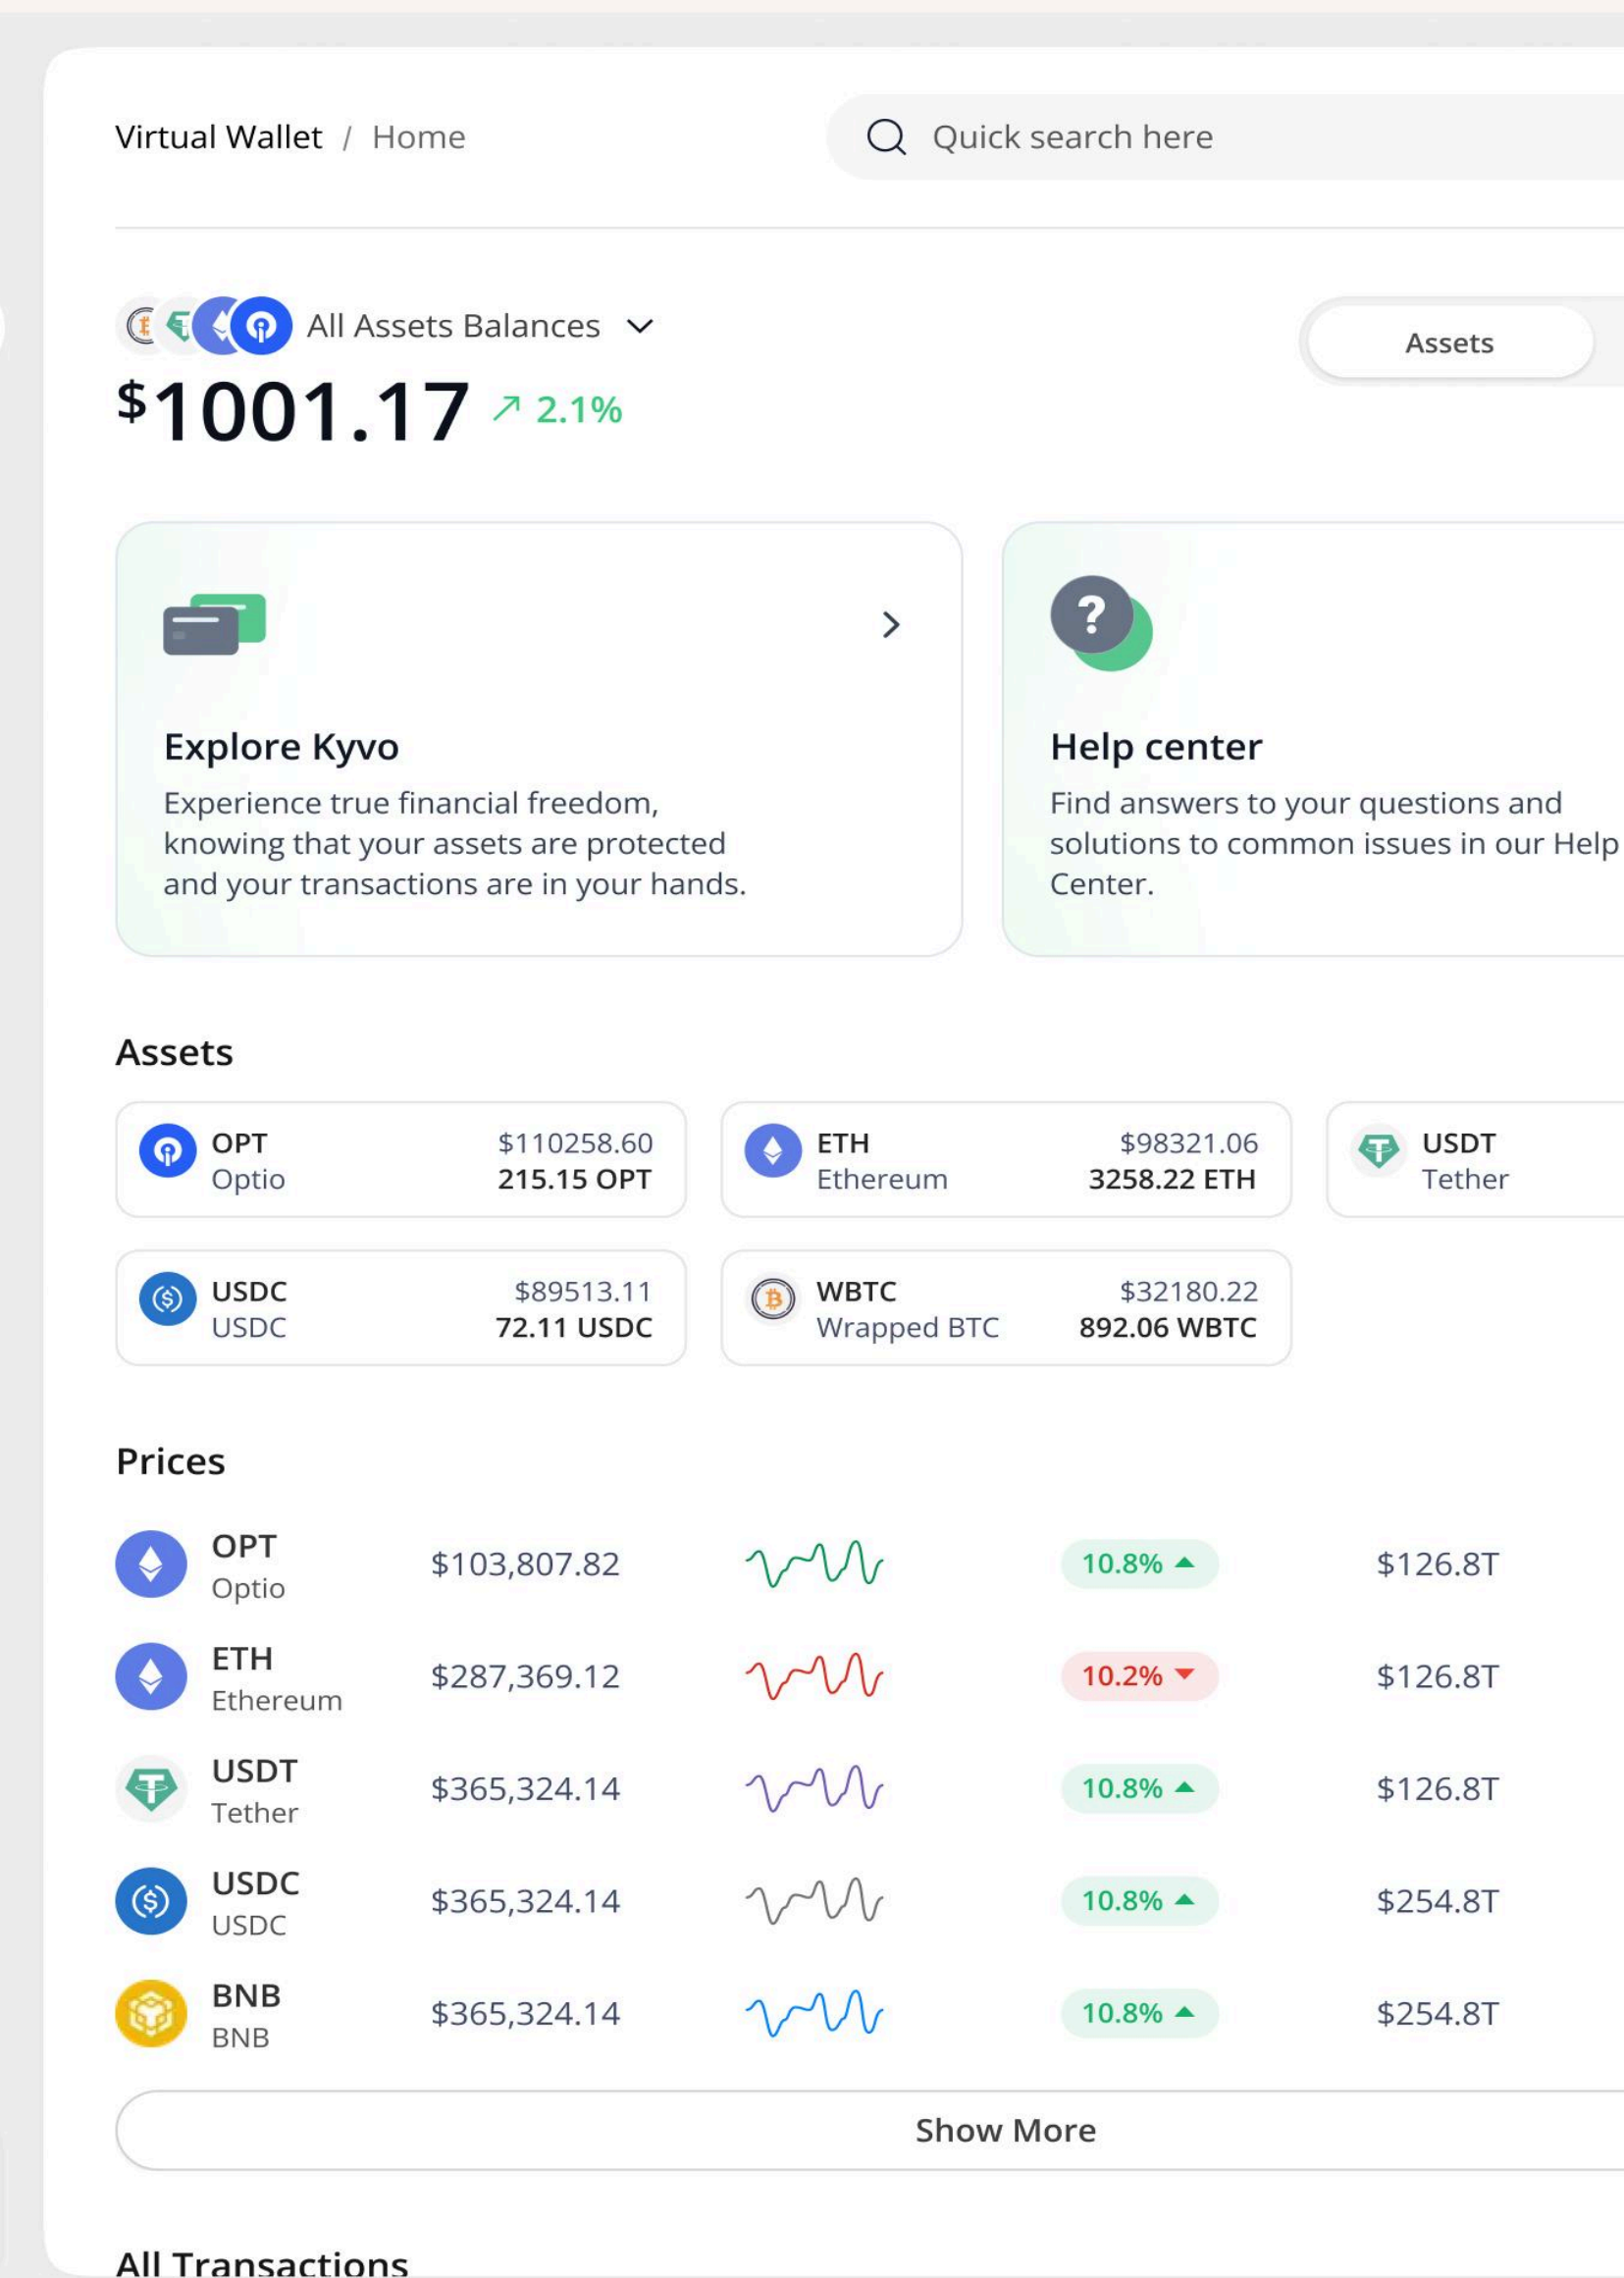 Virtual Wallet / Home
Quick search here
All Assets Balances
Assets
$1001.17 2.1%
Explore Kyvo
Experience true financial freedom,
knowing that your assets are protected
and your transactions are in your hands.
?
Help center
Find answers to your questions and
solutions to common issues in our Help
Center.
Assets
OPT $110258.60
Optio 215.15 OPT
ETH $98321.06
Ethereum 3258.22 ETH
USDT
Tether
USDC $89513.11
USDC 72.11 USDC
WBTC $32180.22
Wrapped BTC 892.06 WBTC
Prices
OPT
Optio
$103,807.82 10.8% $126.8T
ETH
Ethereum
$287,369.12 10.2% $126.8T
USDT
Tether
$365,324.14 10.8% $126.8T
USDC
USDC
$365,324.14 10.8% $254.8T
BNB
BNB
$365,324.14 10.8% $254.8T
Show More
All Transactions